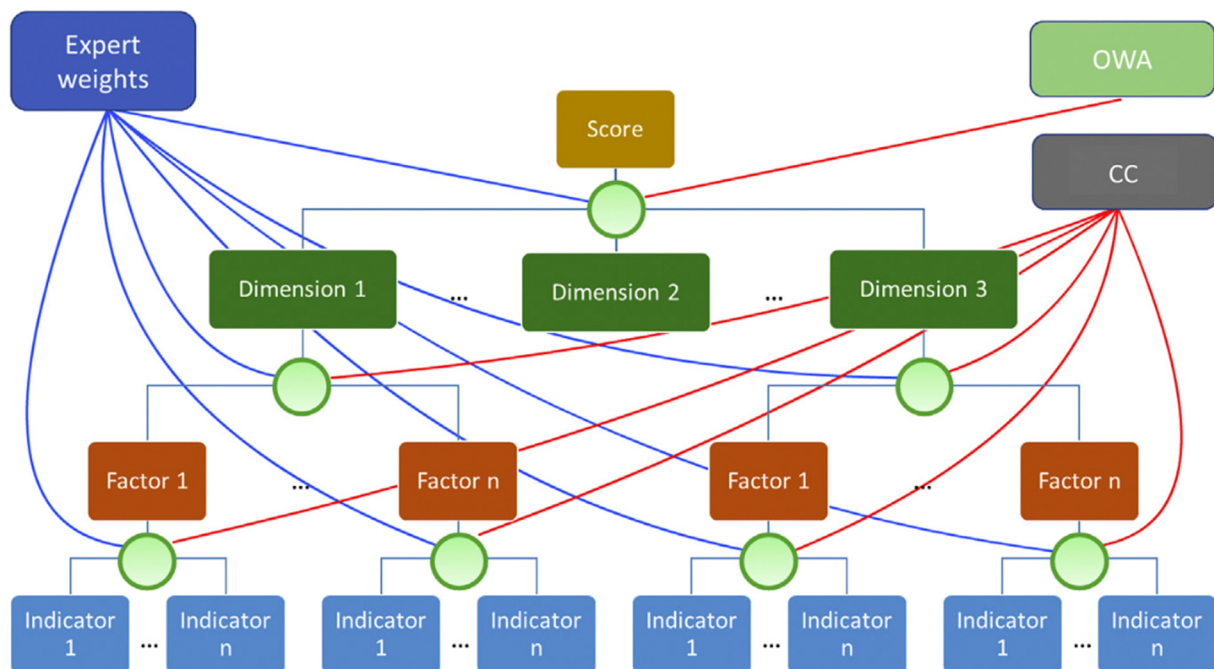 Expert
weights
OWA
Score
CC
Dimension 1
...
Dimension 2
...
Dimension 3
Factor 1
...
Factor n
Factor 1
...
Factor n
Indicator
1
...
Indicator
n
Indicator
1
...
Indicator
n
Indicator
1
...
Indicator
n
Indicator
1
...
Indicator
n